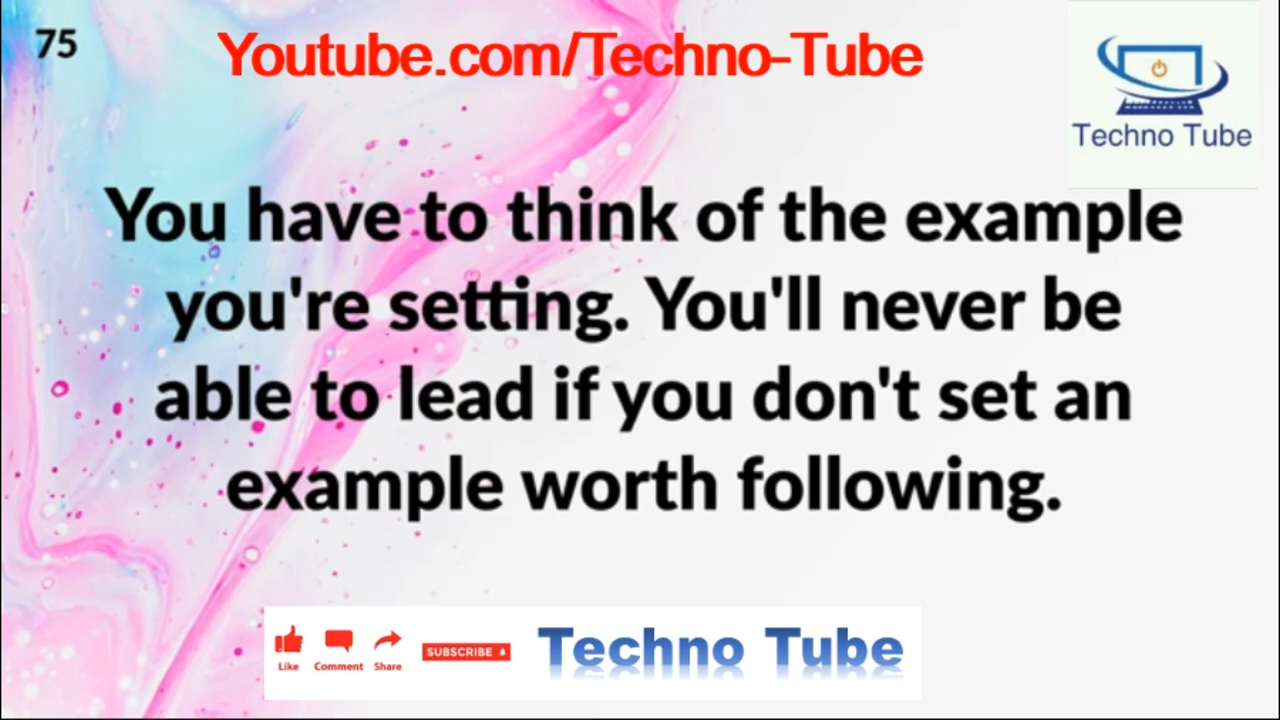 75
Youtube.com/Techno-Tube
Techno Tube
You have to think of the example
you're setting. You'll never be
able to lead if you don't set an
example worth following.
Like Comment Share SUBSCRIBE Techno Tube